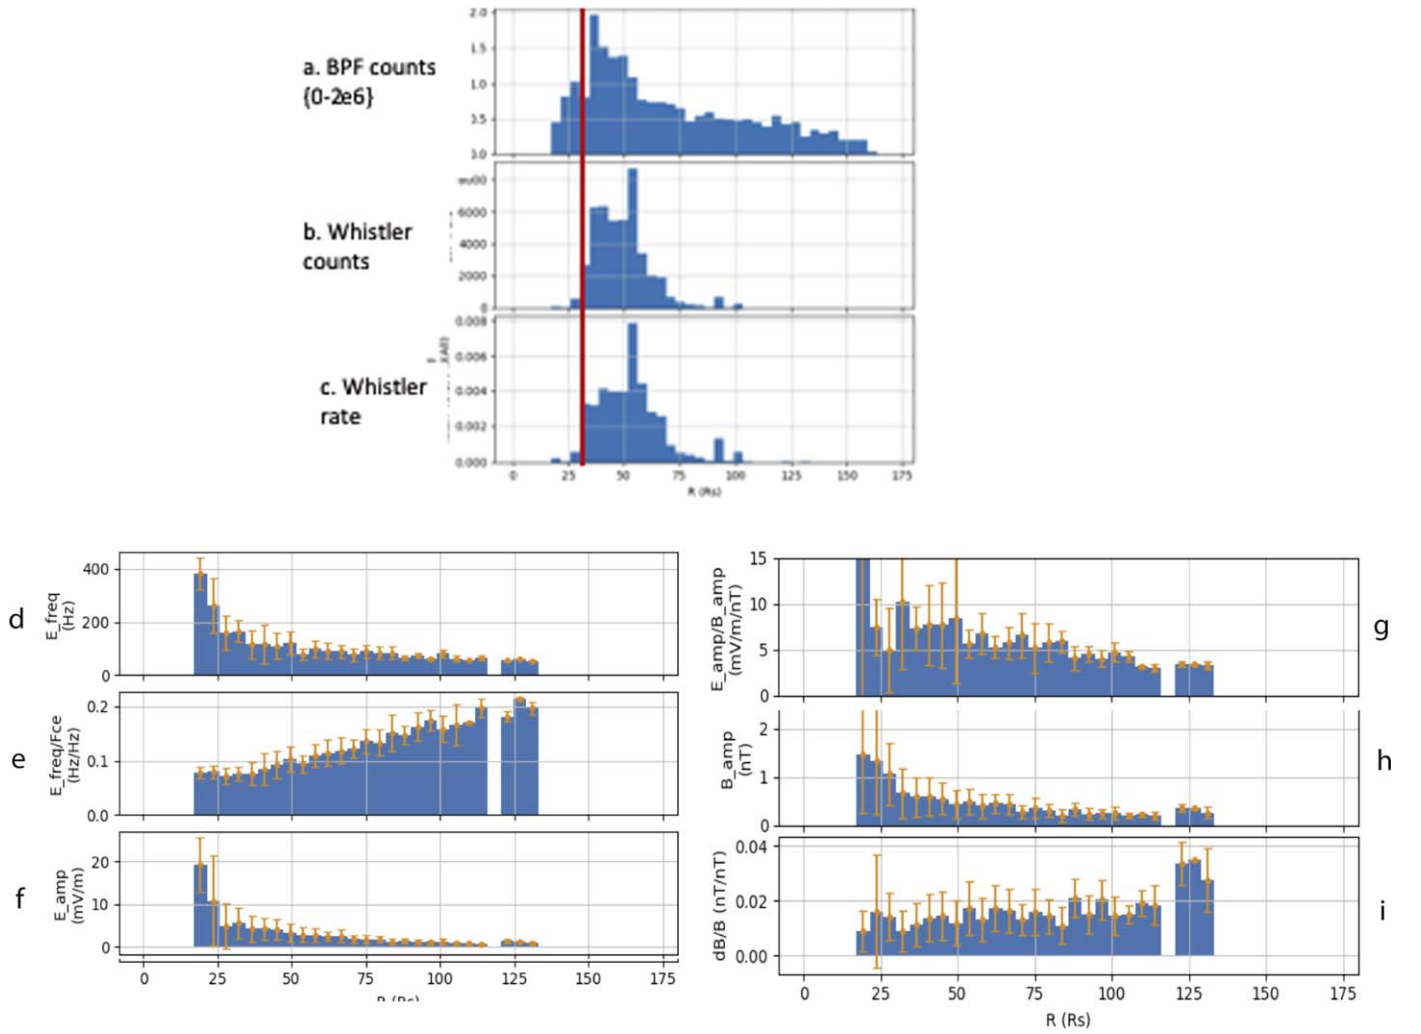 a. BPF counts
{0-2e6}
2.0
1.5
1.0
0.5
0.0
b. Whistler
counts
8000
6000
4000
2000
0
c. Whistler
rate
0.008
0.006
0.004
0.002
0.000
0 25 50 75 100 125 150 175
R (Rs)
d
E_freq
(Hz)
400
200
0
e
E_freq/Fce
(Hz/Hz)
0.2
0.1
0.0
f
E_amp
(mV/m)
20
10
0
0 25 50 75 100 125 150 175
R (Rs)
g
E_amp/B_amp
(mV/m/nT)
15
10
5
0
h
B_amp
(nT)
2
1
0
i
dB/B (nT/nT)
0.04
0.02
0.00
0 25 50 75 100 125 150 175
R (Rs)